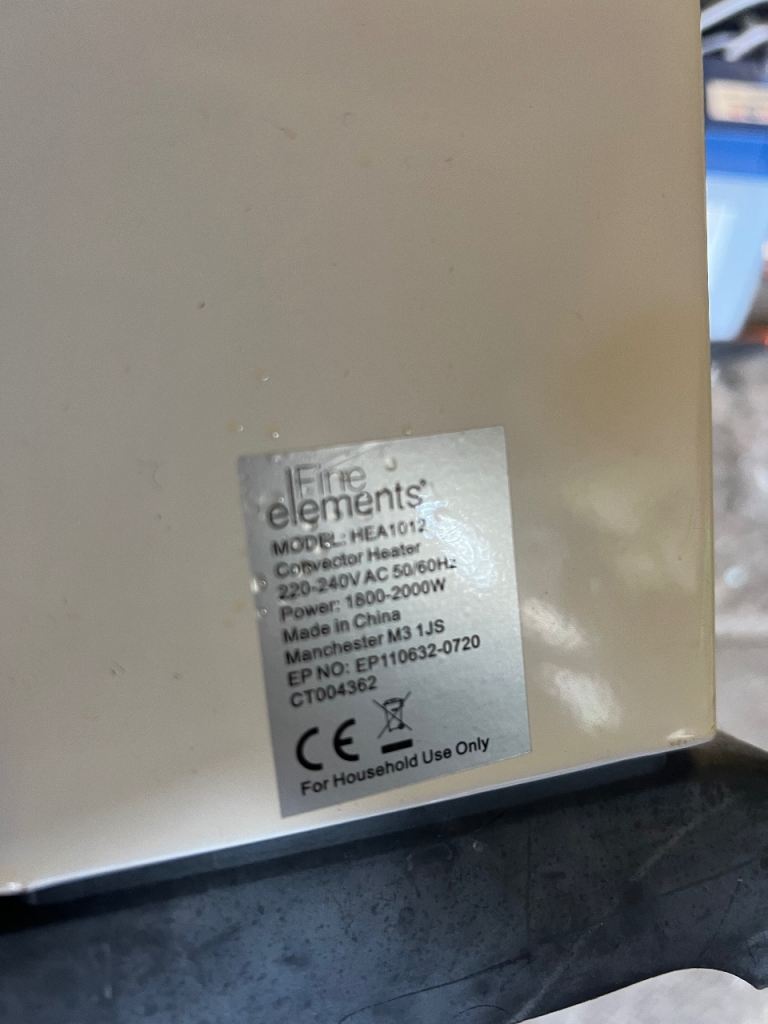 Fine
elements®
MODEL: HEA1012
Convector Heater
220-240V AC 50/60Hz
Power: 1800-2000W
Made in China
Manchester M3 1JS
EP NO: EP110632-0720
CT004362
CE
For Household Use Only